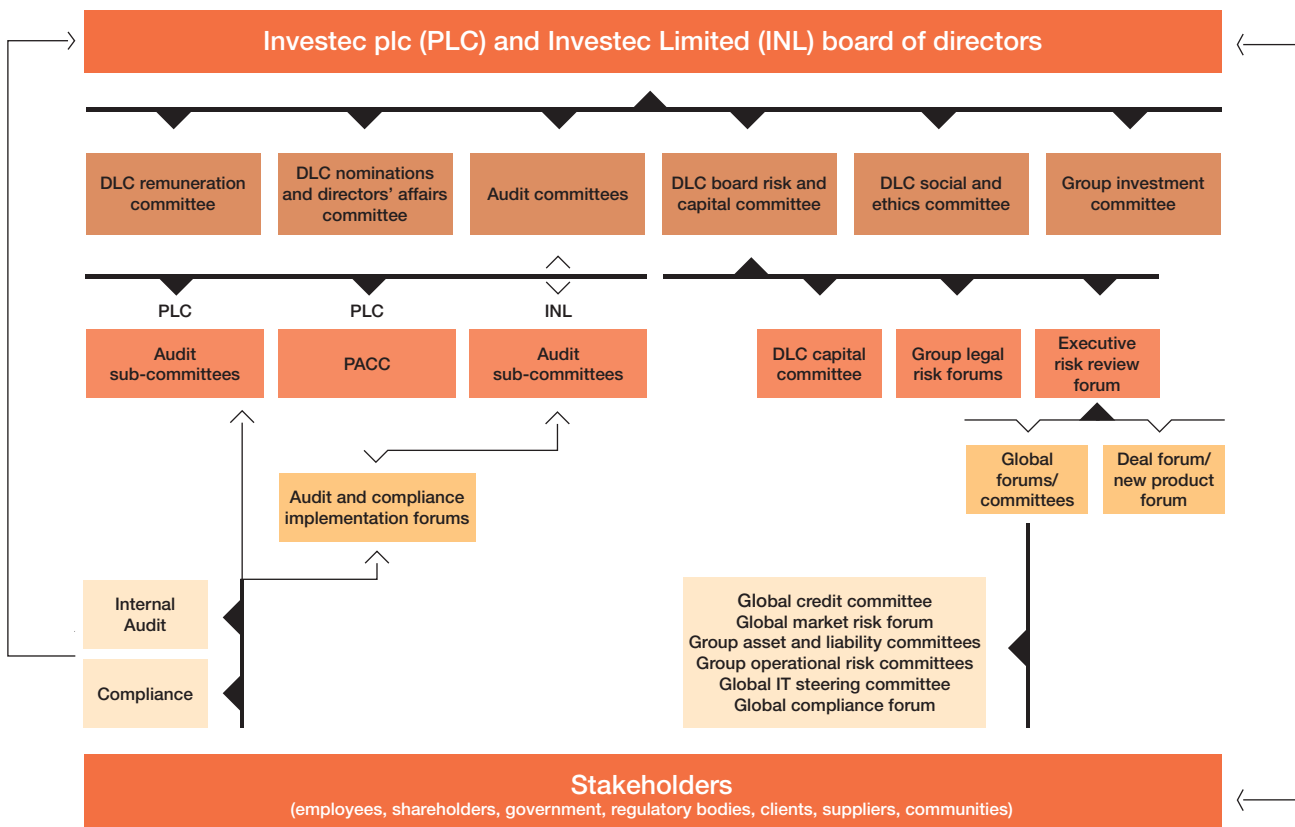 Investec plc (PLC) and Investec Limited (INL) board of directors
DLC remuneration
committee
DLC nominations
and directors' affairs
committee
Audit committees
DLC board risk and
capital committee
DLC social and
ethics committee
Group investment
committee
PLC
PLC
INL
Audit
sub-committees
PACC
Audit
sub-committees
DLC capital
committee
Group legal
risk forums
Executive
risk review
forum
Global
forums/
committees
Deal forum/
new product
forum
Audit and compliance
implementation forums
Internal
Audit
Compliance
Global credit committee
Global market risk forum
Group asset and liability committees
Group operational risk committees
Global IT steering committee
Global compliance forum
Stakeholders
(employees, shareholders, government, regulatory bodies, clients, suppliers, communities)